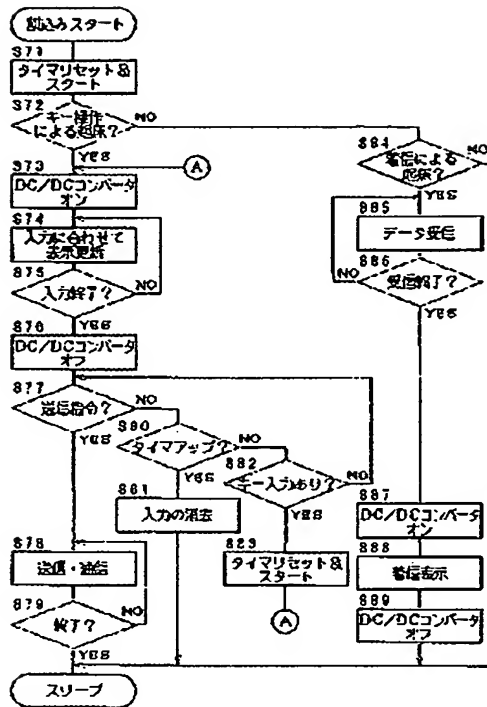 割込みスタート
S71
タイマリセット&
スタート
S72
キー操作
による起床?
NO
YES
A
S73
DC/DCコンバータ
オン
S74
入力に合わせて
表示更新
S75
入力終了?
NO
YES
S76
DC/DCコンバータ
オフ
S77
送信指令?
NO
YES
S80
タイマアップ?
NO
YES
S81
入力の消去
S82
キー入力あり?
NO
YES
S83
タイマリセット&
スタート
A
S78
送信・通信
S79
終了?
NO
YES
スリープ
S84
着信による
起床?
NO
YES
S85
データ受信
S86
受信終了?
NO
YES
S87
DC/DCコンバータ
オン
S88
着信表示
S89
DC/DCコンバータ
オフ